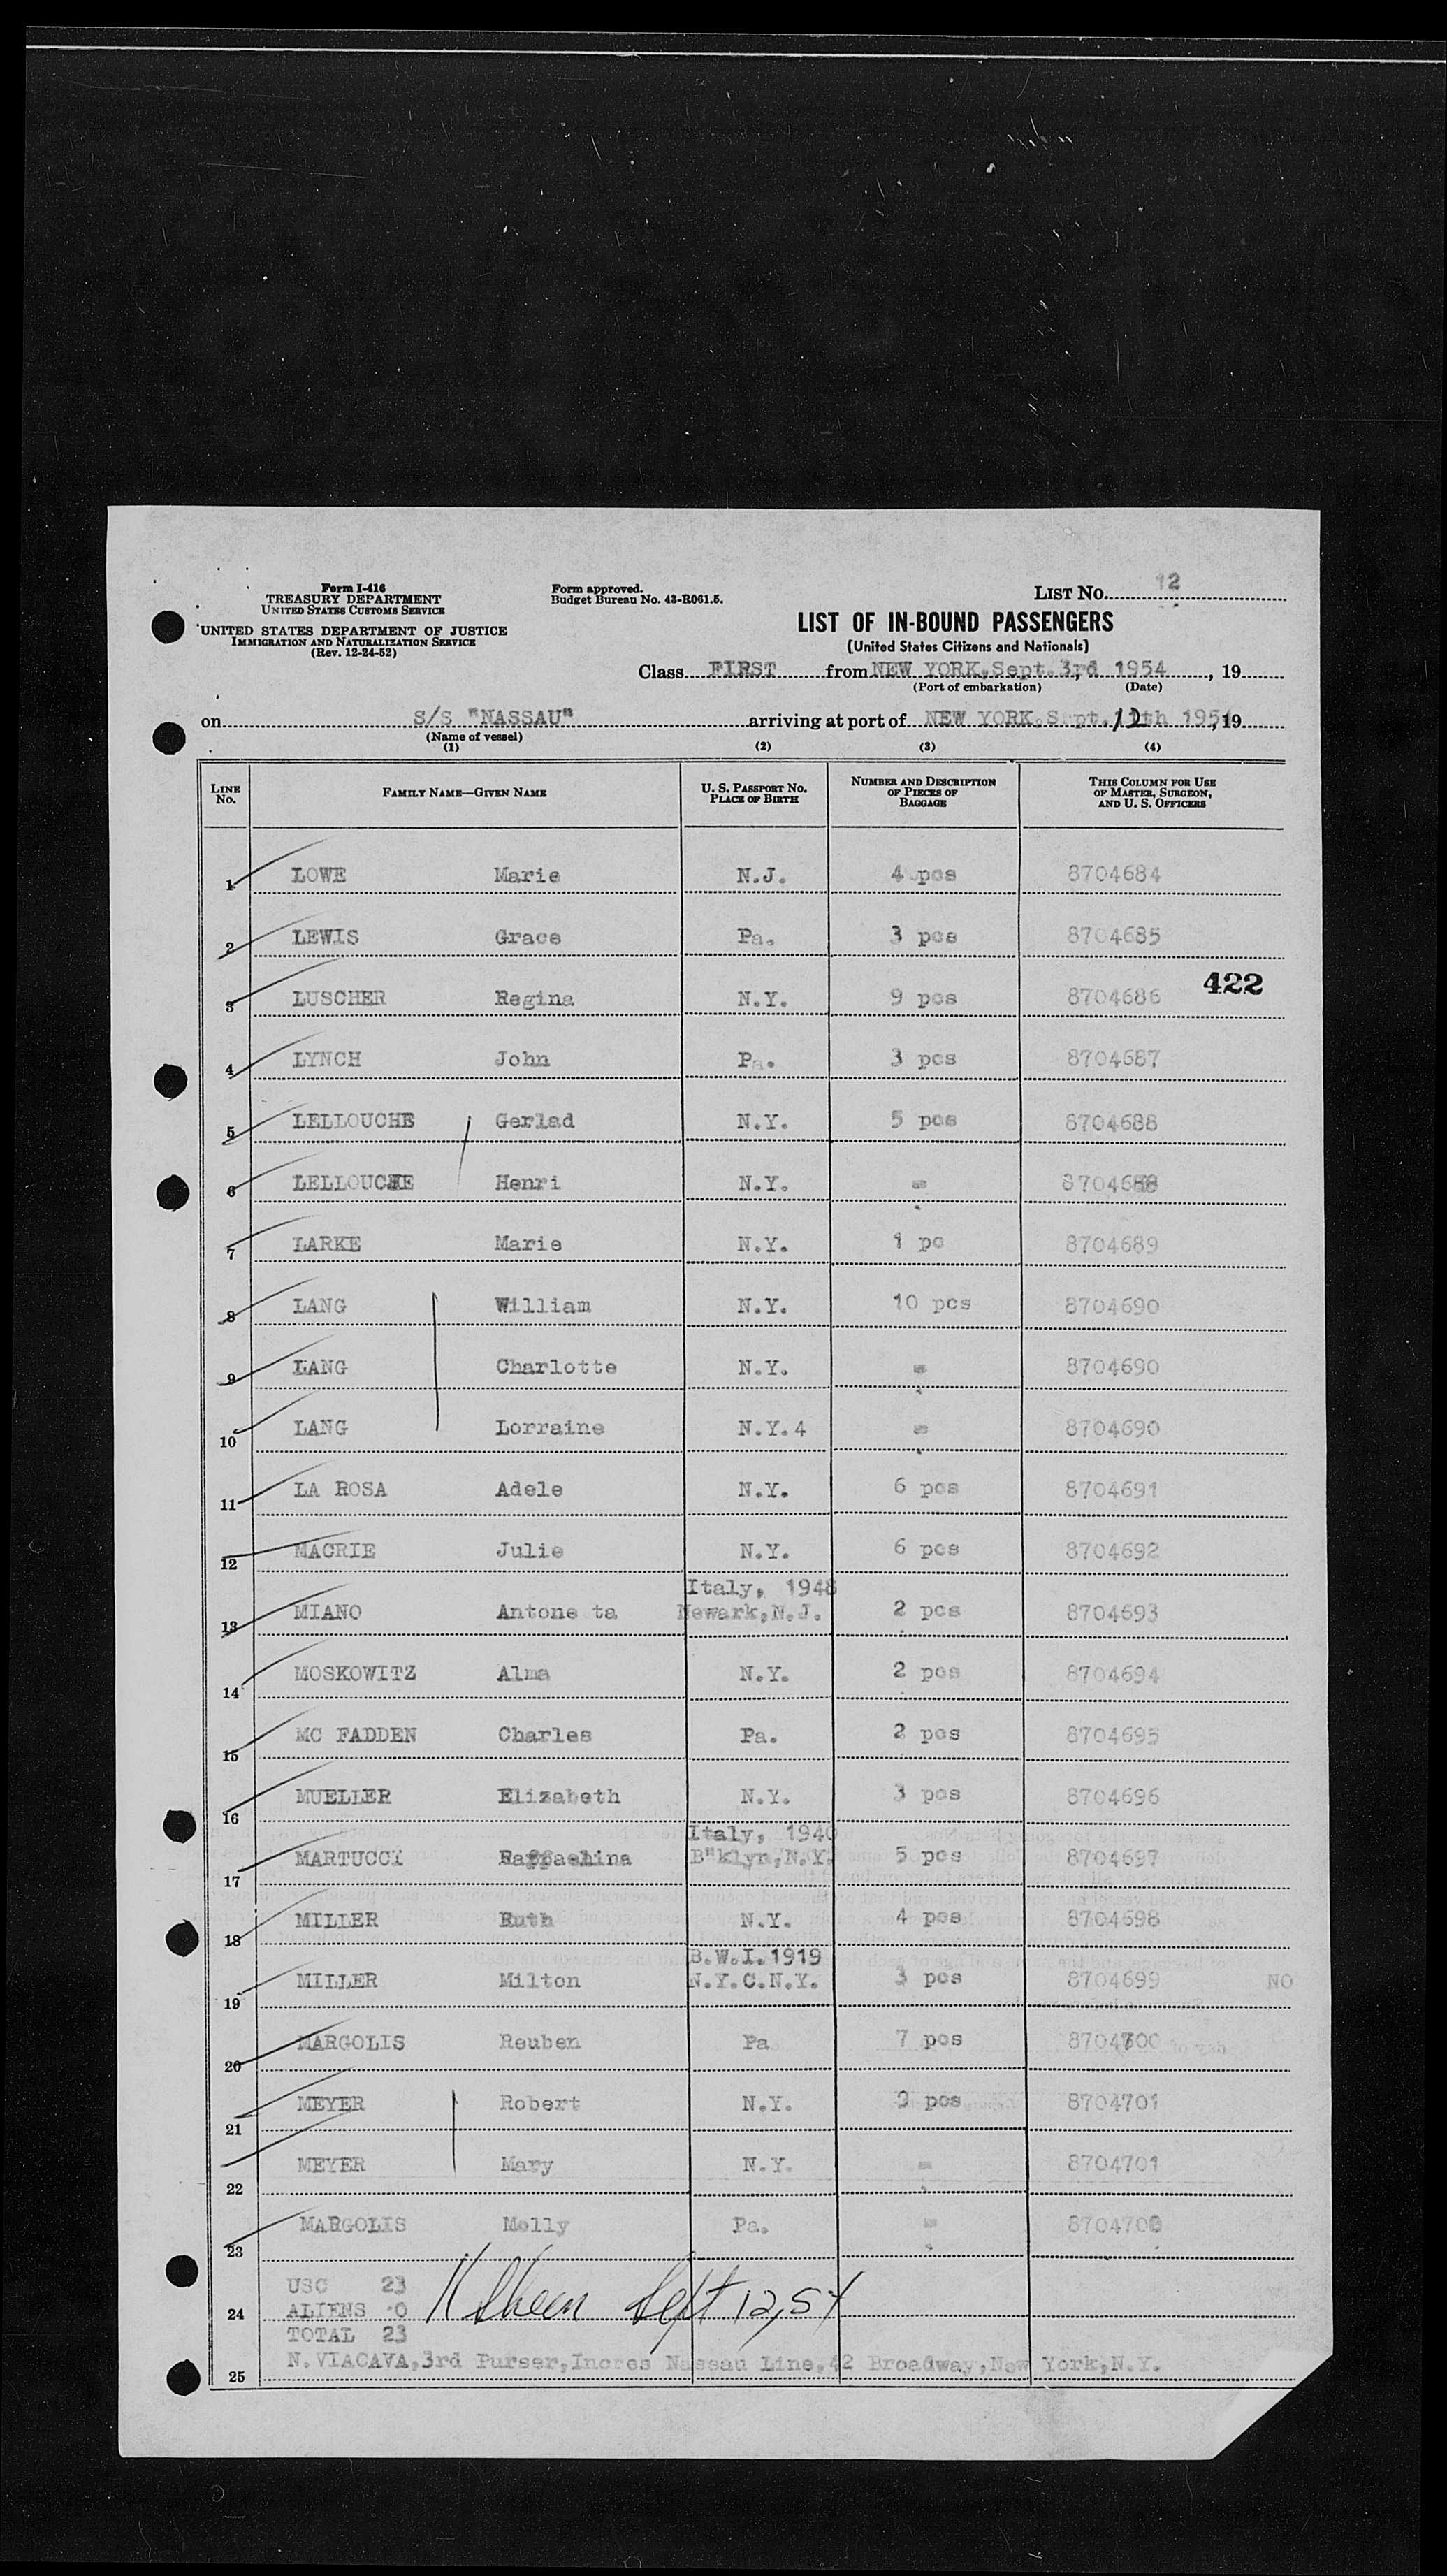 Form I-416
TREASURY DEPARTMENT
UNITED STATES CUSTOMS SERVICE
UNITED STATES DEPARTMENT OF JUSTICE
IMMIGRATION AND NATURALIZATION SERVICE
(Rev. 12-24-52)
Form approved.
Budget Bureau No. 43-R061.5.
LIST NO. 12
LIST OF IN-BOUND PASSENGERS
(United States Citizens and Nationals)
Class FIRST from NEW YORK, Sept. 3rd 1954, 19
(Port of embarkation) (Date)
on S/S "NASSAU" arriving at port of NEW YORK, Sept. 12th 1954, 19
(Name of vessel)
(1) (2) (3) (4)
LINE No. FAMILY NAME—GIVEN NAME U. S. PASSPORT NO. PLACE OF BIRTH NUMBER AND DESCRIPTION OF PIECES OF BAGGAGE THIS COLUMN FOR USE OF MASTER, SURGEON, AND U. S. OFFICERS
1 LOWE Marie N.J. 4 pcs 8704684
2 LEWIS Grace Pa. 3 pcs 8704685
422
3 LUSCHER Regina N.Y. 9 pcs 8704686
4 LYNCH John Pa. 3 pcs 8704687
5 LELLOUCHE Gerlad N.Y. 5 pcs 8704688
6 LELLOUCHE Henri N.Y. = 8704688
7 LARKE Marie N.Y. 1 pc 8704689
8 LANG William N.Y. 10 pcs 8704690
9 LANG Charlotte N.Y. = 8704690
10 LANG Lorraine N.Y. 4 = 8704690
11 LA ROSA Adele N.Y. 6 pcs 8704691
12 MACRIE Julie N.Y. 6 pcs 8704692
Italy, 1948
13 MIANO Antone ta Newark, N.J. 2 pcs 8704693
14 MOSKOWITZ Alma N.Y. 2 pcs 8704694
15 MC FADDEN Charles Pa. 2 pcs 8704695
16 MUELLER Elizabeth N.Y. 3 pcs 8704696
Italy, 1940
17 MARTUCCI B"klyn, N.Y. 5 pcs 8704697
18 MILLER Ruth N.Y. 4 pcs 8704698
B.W.I. 1919
19 MILLER Milton N.Y.C.N.Y. 3 pcs 8704699 NO
20 MARGOLIS Reuben Pa 7 pcs 8704700
21 MEYER Robert N.Y. pcs 8704701
22 MEYER Mary N.Y. = 8704701
23 MARGOLIS Molly Pa. = 8704700
USC 23
24 ALIENS 0 Sept 12, 54
TOTAL 23
25 N. VIACAVA, 3rd Purser, Incres Nassau Line, 42 Broadway, New York, N.Y.